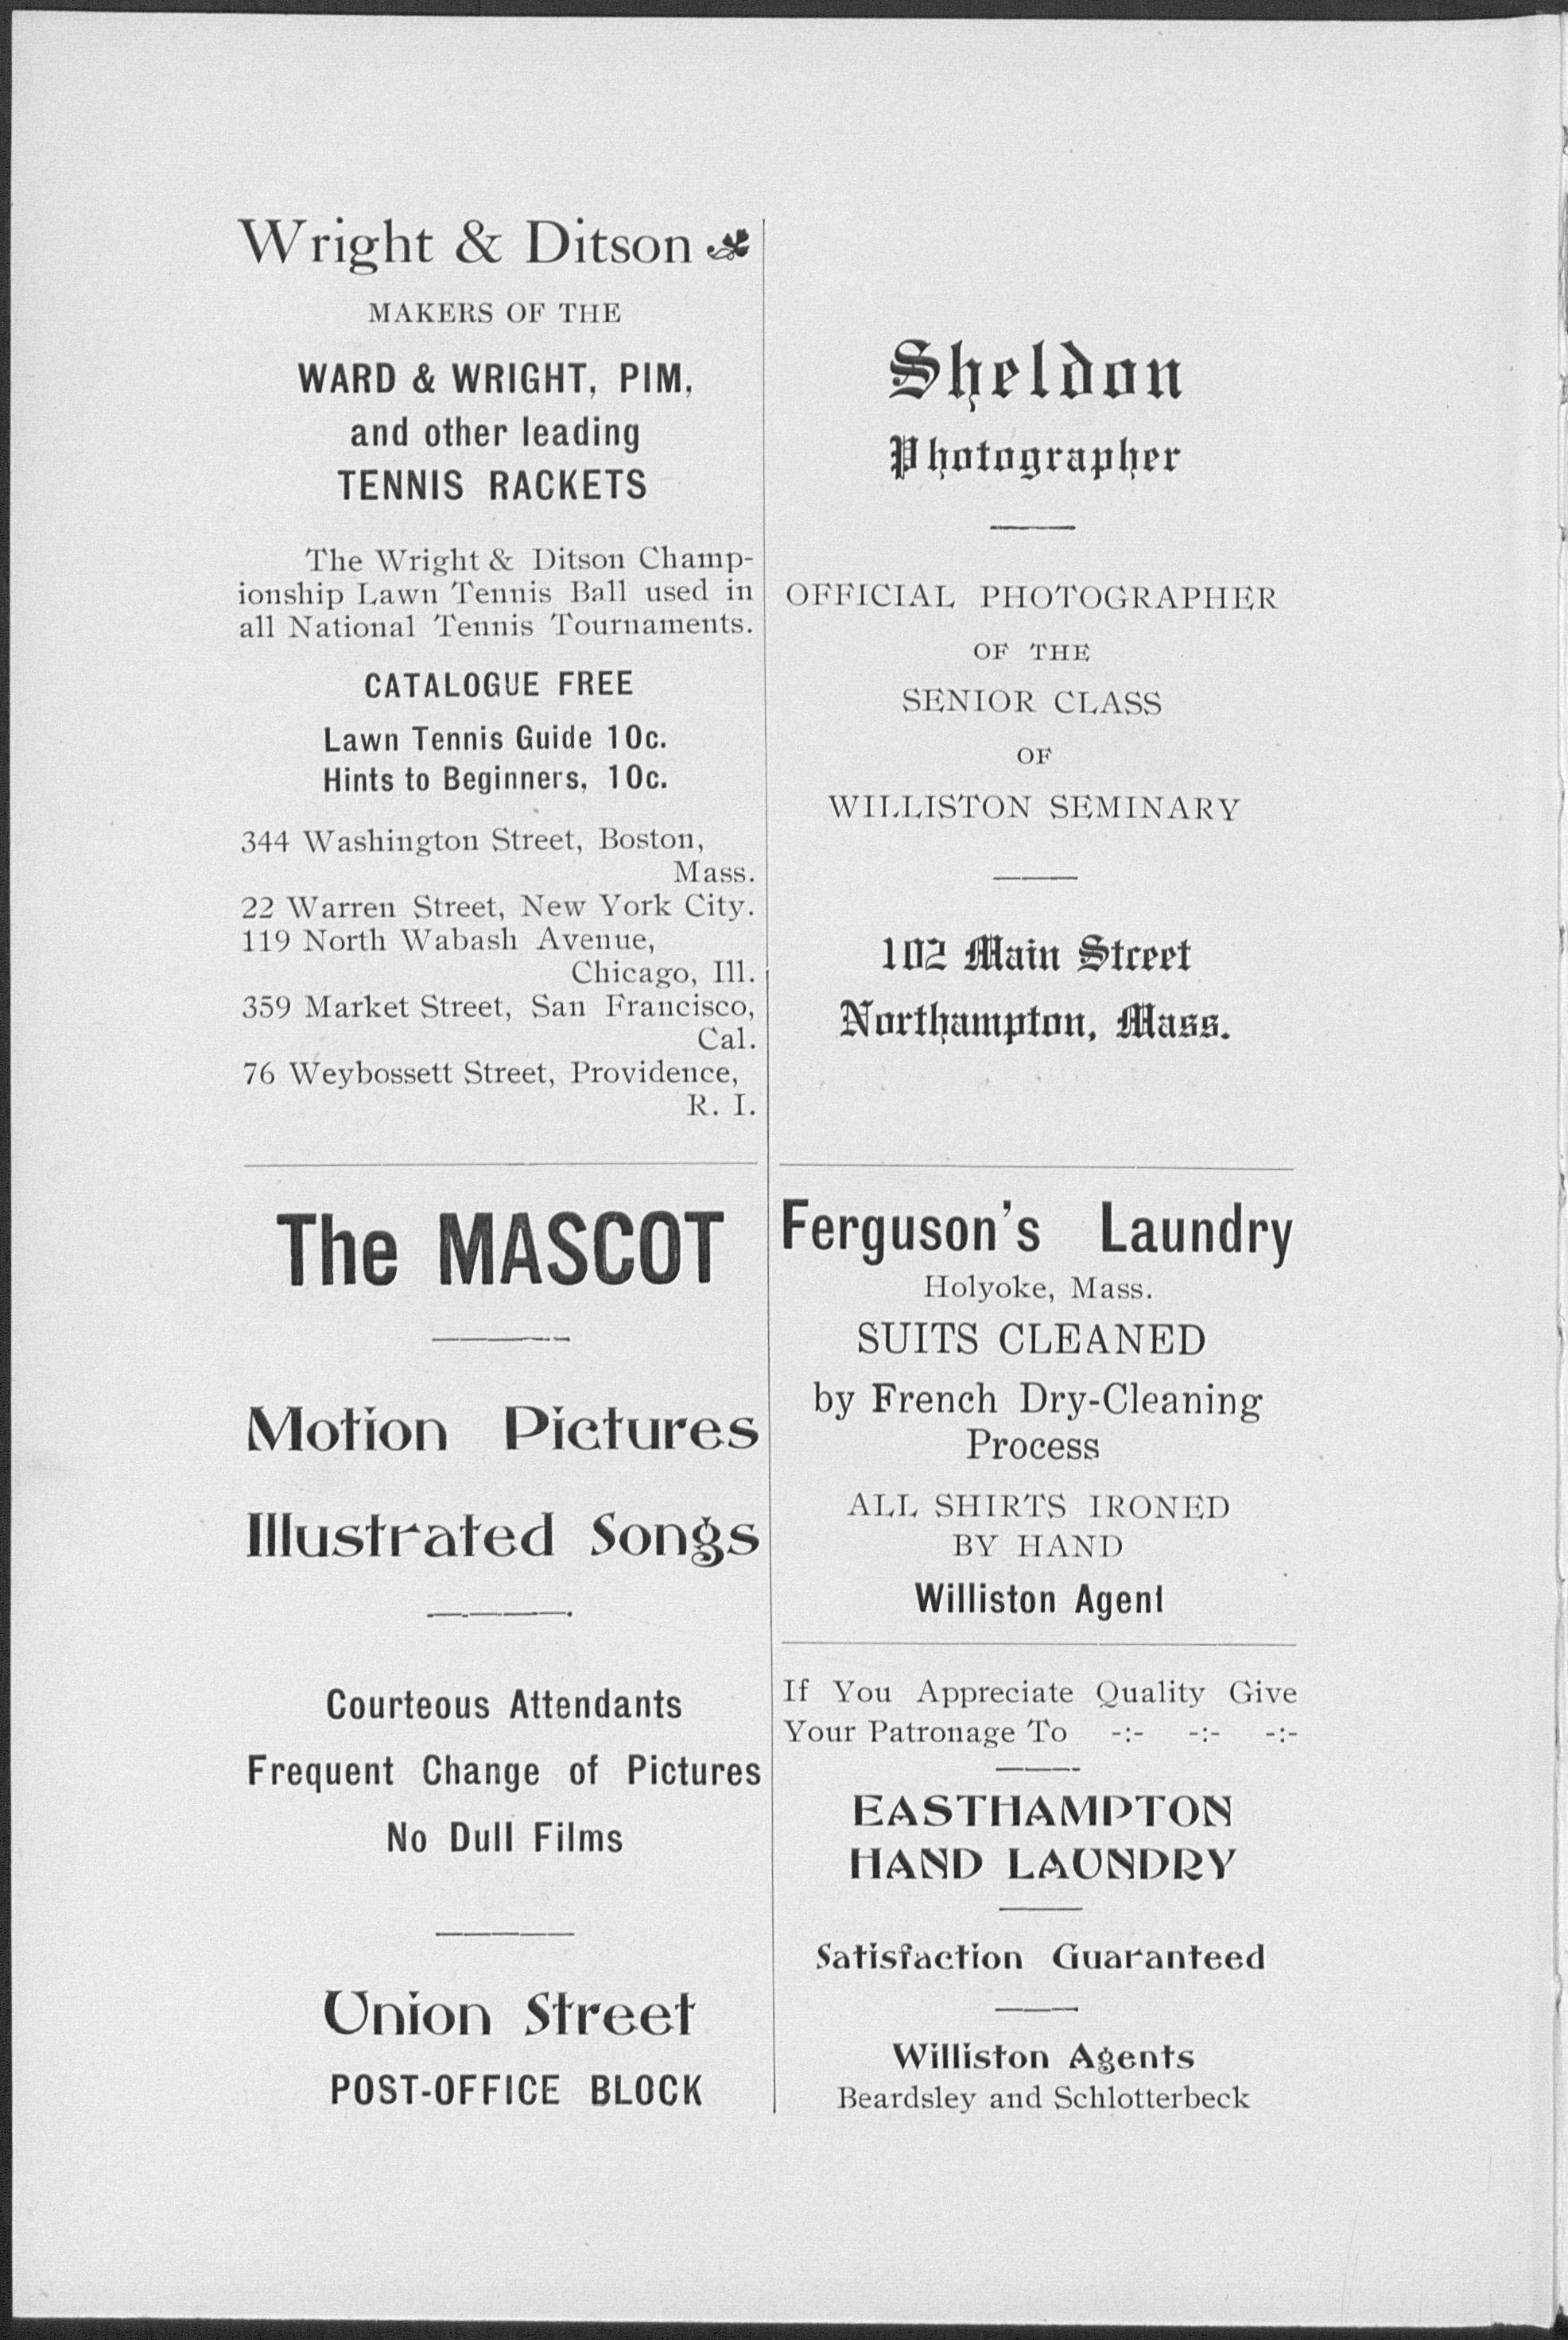 Wright & Ditson
MAKERS OF THE
WARD & WRIGHT, PIM,
and other leading
TENNIS RACKETS
The Wright & Ditson Champ-
ionship Lawn Tennis Ball used in
all National Tennis Tournaments.
CATALOGUE FREE
Lawn Tennis Guide 10c.
Hints to Beginners, 10c.
344 Washington Street, Boston,
Mass.
22 Warren Street, New York City.
119 North Wabash Avenue,
Chicago, Ill.
359 Market Street, San Francisco,
Cal.
76 Weybossett Street, Providence,
R. I.
The MASCOT
Motion Pictures
Illustrated Songs
Courteous Attendants
Frequent Change of Pictures
No Dull Films
Union Street
POST-OFFICE BLOCK
Sheldon
Photographer
OFFICIAL PHOTOGRAPHER
OF THE
SENIOR CLASS
OF
WILLISTON SEMINARY
102 Main Street
Northampton, Mass.
Ferguson's Laundry
Holyoke, Mass.
SUITS CLEANED
by French Dry-Cleaning
Process
ALL SHIRTS IRONED
BY HAND
Williston Agent
If You Appreciate Quality Give
Your Patronage To -:- -:- -:-
EASTHAMPTON
HAND LAUNDRY
Satisfaction Guaranteed
Williston Agents
Beardsley and Schlotterbeck